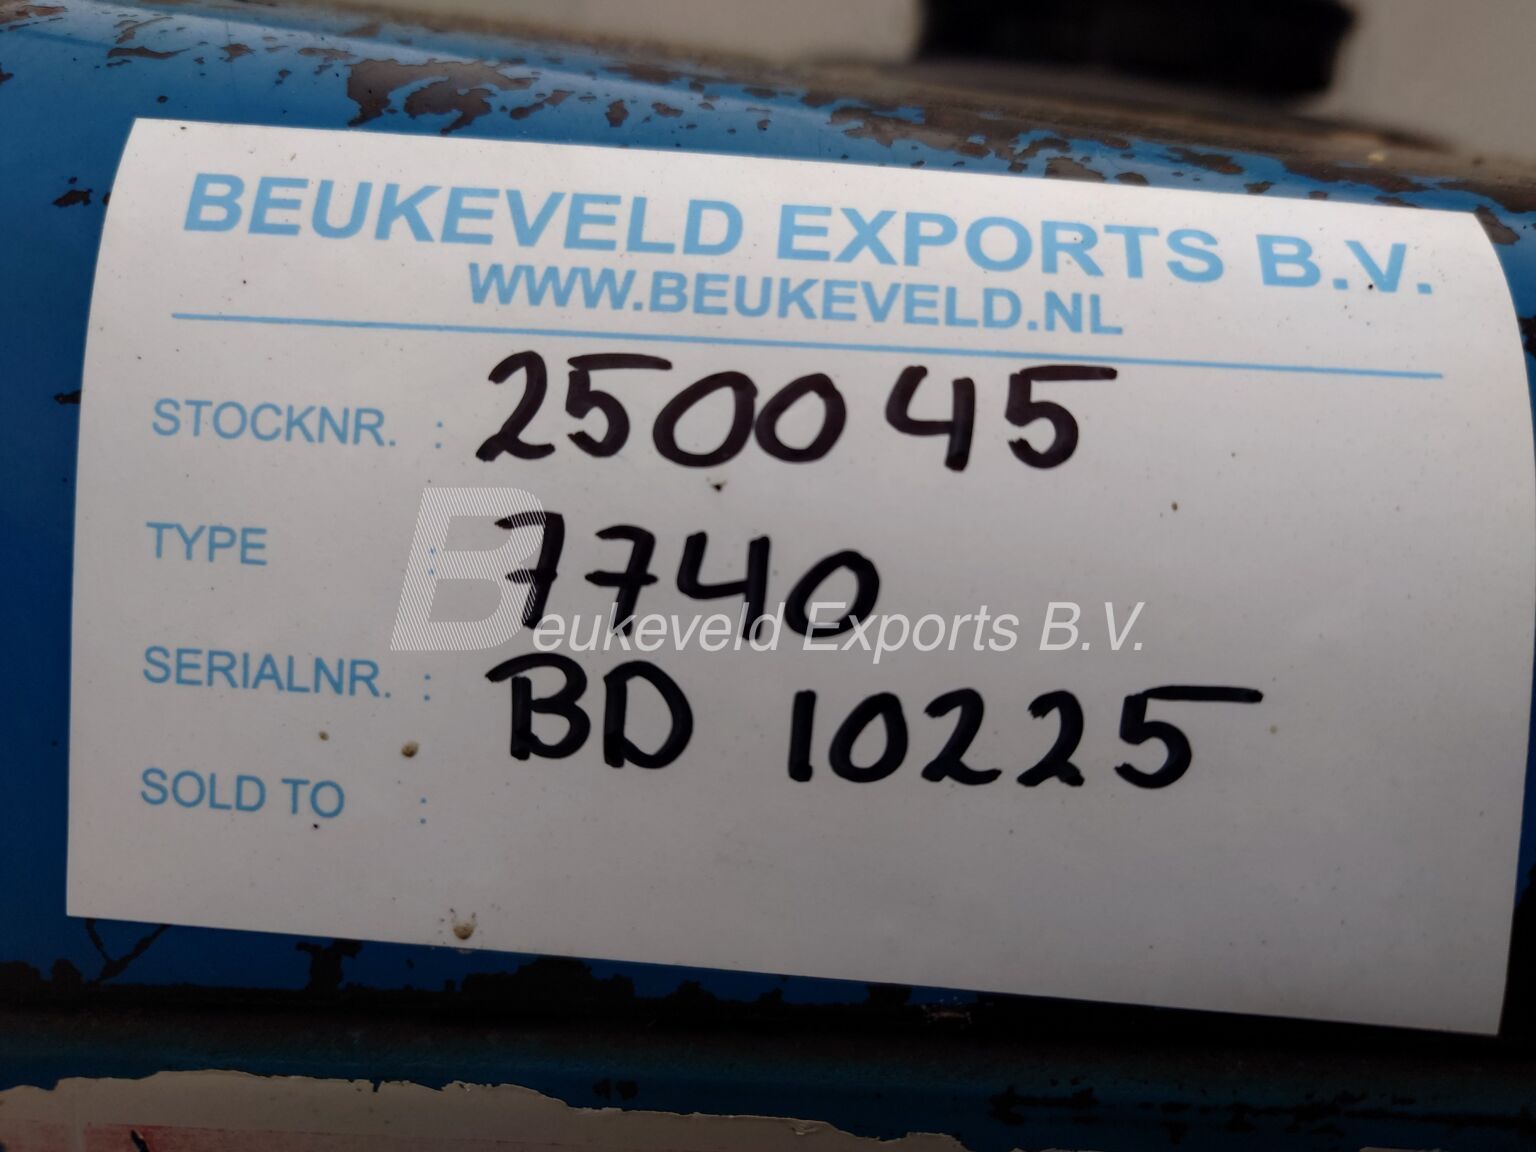 BEUKEVELD EXPORTS B.V.
WWW.BEUKEVELD.NL
STOCKNR. : 250045
TYPE : 7740
Beukeveld Exports B.V.
SERIALNR. : BD 10225
SOLD TO :